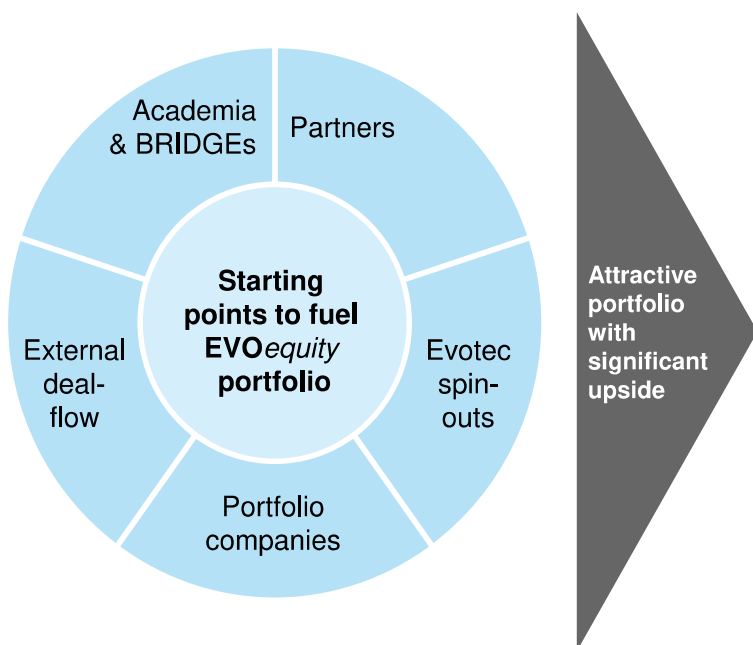 Academia
& BRIDGEs
Partners
Starting
points to fuel
EVOequity
portfolio
External
deal-
flow
Evotec
spin-
outs
Portfolio
companies
Attractive
portfolio
with
significant
upside